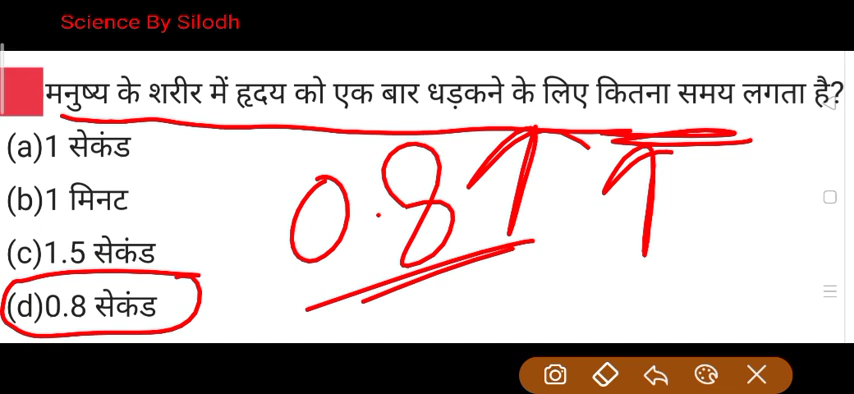 Science By Silodh
मनुष्य के शरीर में हृदय को एक बार धड़कने के लिए कितना समय लगता है?
(a)1 सेकंड
(b)1 मिनट
(c)1.5 सेकंड
(d)0.8 सेकंड
0.8